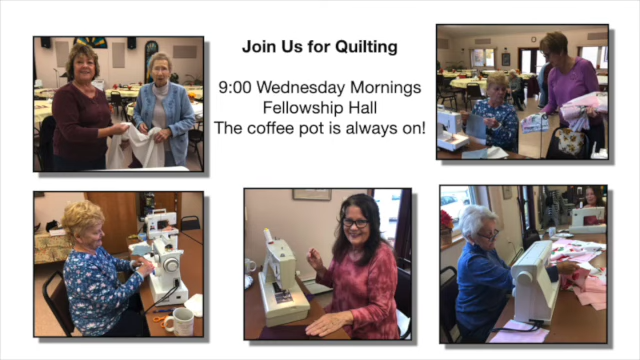 Join Us for Quilting
9:00 Wednesday Mornings
Fellowship Hall
The coffee pot is always on!